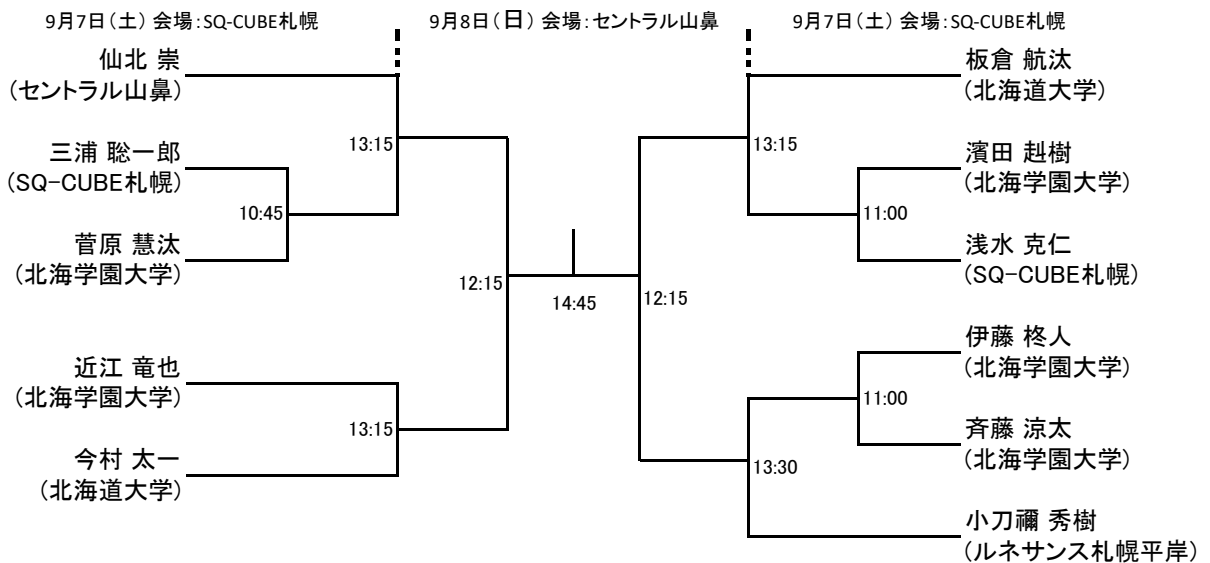 9月7日(土) 会場:SQ-CUBE札幌
9月8日(日) 会場:セントラル山鼻
9月7日(土) 会場:SQ-CUBE札幌
仙北 崇
(セントラル山鼻)
13:15
三浦 聡一郎
(SQ-CUBE札幌)
10:45
菅原 慧汰
(北海学園大学)
12:15
近江 竜也
(北海学園大学)
13:15
今村 太一
(北海道大学)
14:45
板倉 航汰
(北海道大学)
13:15
濱田 赳樹
(北海学園大学)
11:00
浅水 克仁
(SQ-CUBE札幌)
12:15
伊藤 柊人
(北海学園大学)
11:00
斉藤 涼太
(北海学園大学)
13:30
小刀禰 秀樹
(ルネサンス札幌平岸)